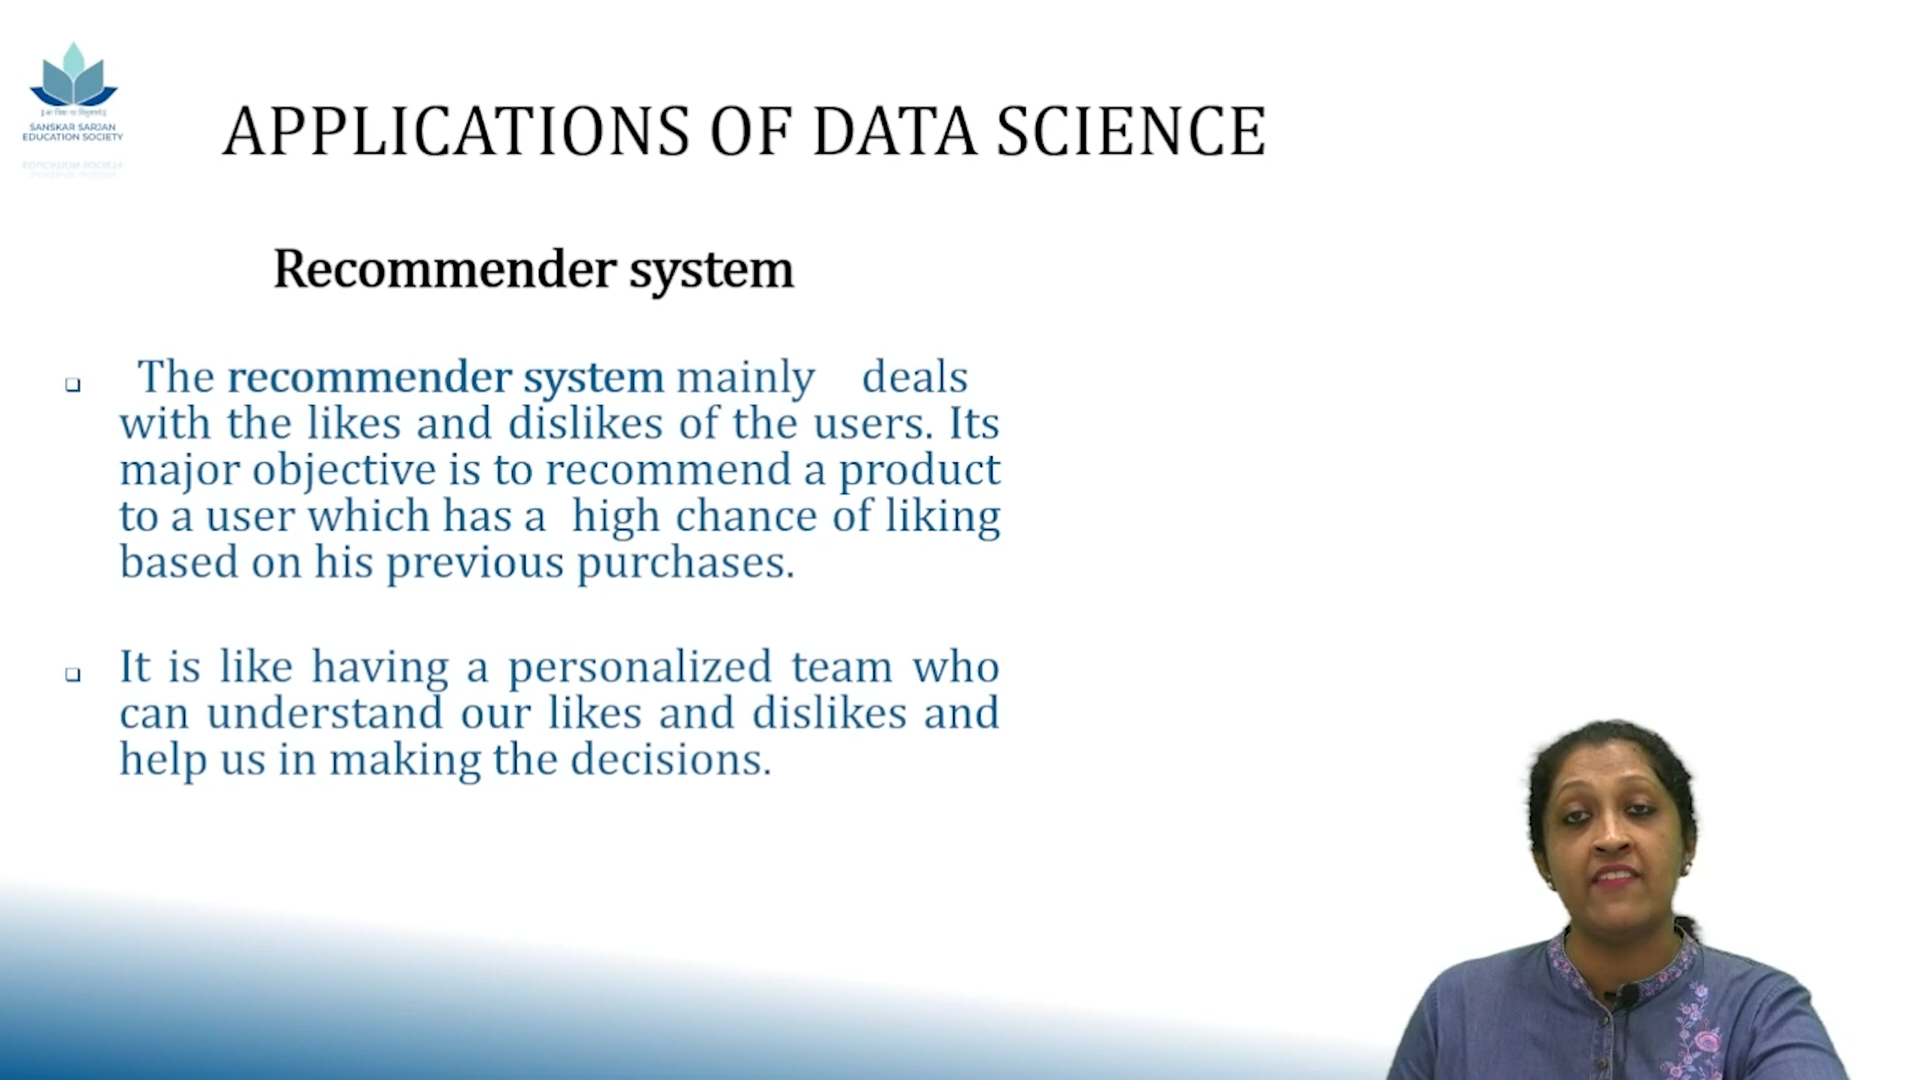 SANSKAR SARJAN
EDUCATION SOCIETY
APPLICATIONS OF DATA SCIENCE
Recommender system
❑ The recommender system mainly deals
with the likes and dislikes of the users. Its
major objective is to recommend a product
to a user which has a high chance of liking
based on his previous purchases.
❑ It is like having a personalized team who
can understand our likes and dislikes and
help us in making the decisions.